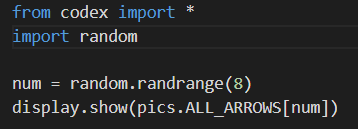 from codex import *
import random

num = random.randrange(8)
display.show(pics.ALL_ARROWS[num])